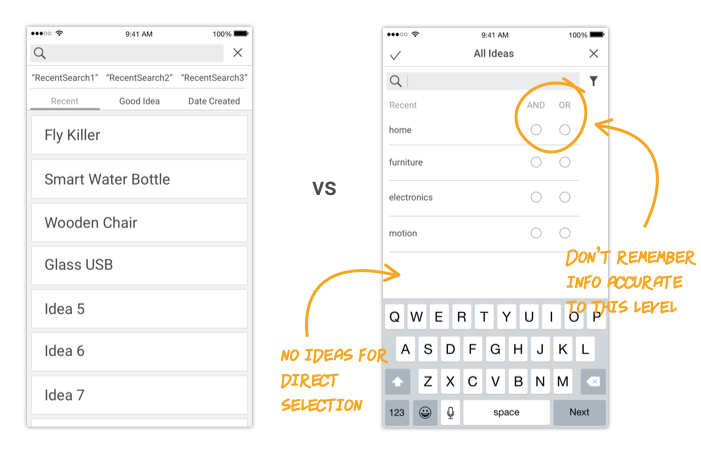 9:41 AM 100%
"RecentSearch1" "RecentSearch2" "RecentSearch3"
Recent Good Idea Date Created
Fly Killer
Smart Water Bottle
Wooden Chair
Glass USB
Idea 5
Idea 6
Idea 7
VS
9:41 AM 100%
All Ideas
Recent AND OR
home
furniture
electronics
motion
Q W E R T Y U I O P
A S D F G H J K L
Z X C V B N M
123 space Next
DON'T REMEMBER
INFO ACCURATE
TO THIS LEVEL
NO IDEAS FOR
DIRECT
SELECTION